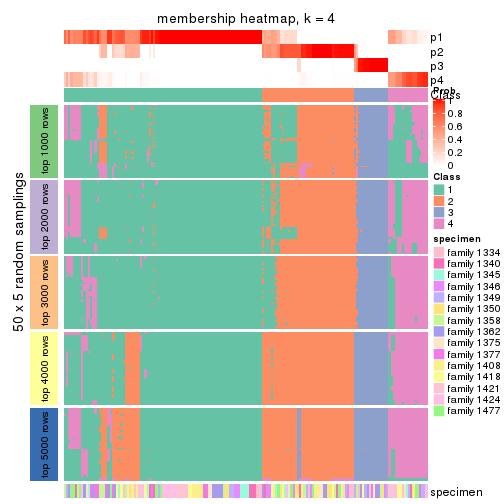 membership heatmap, k = 4
p1
p2
p3
p4
Class
Prob
1
0.8
0.6
0.4
0.2
0
Class
1
2
3
4
specimen
family 1334
family 1340
family 1345
family 1346
family 1349
family 1350
family 1358
family 1362
family 1375
family 1377
family 1408
family 1418
family 1421
family 1424
family 1477
50 x 5 random samplings
top 1000 rows
top 2000 rows
top 3000 rows
top 4000 rows
top 5000 rows
specimen